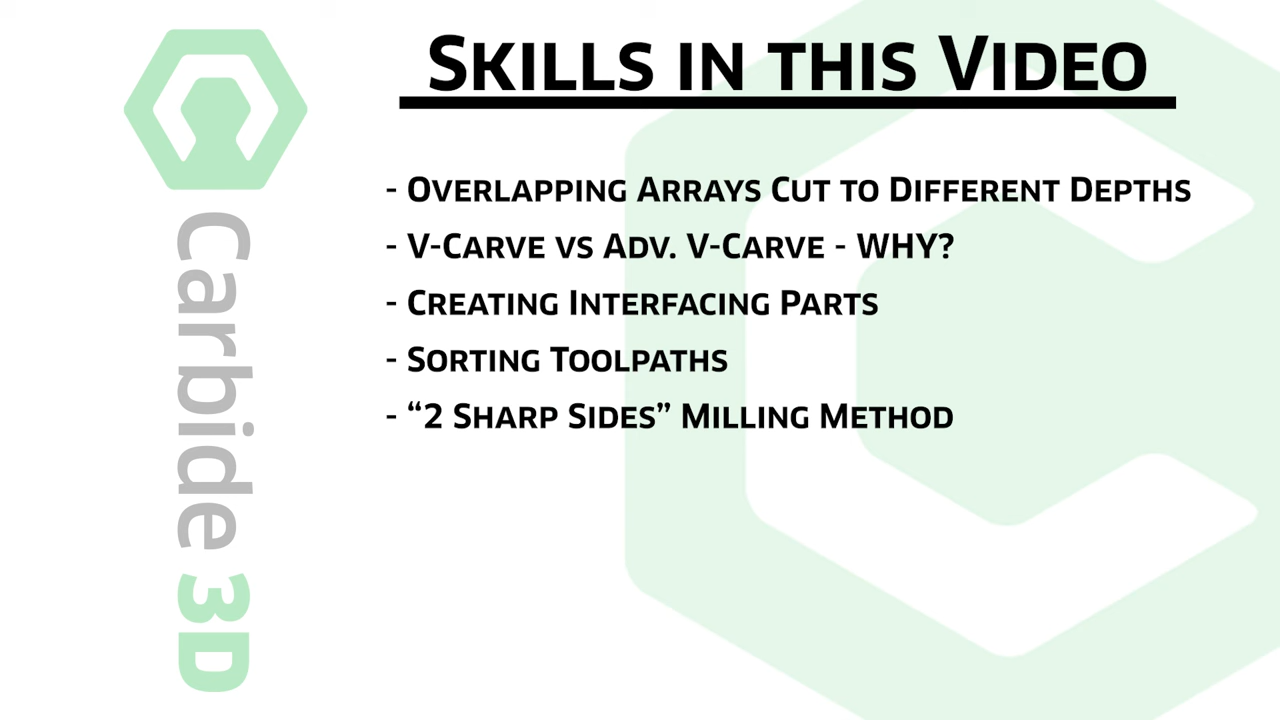 Skills in this Video
- Overlapping Arrays Cut to Different Depths
- V-Carve vs Adv. V-Carve - WHY?
- Creating Interfacing Parts
- Sorting Toolpaths
- “2 Sharp Sides” Milling Method
Carbide 3D